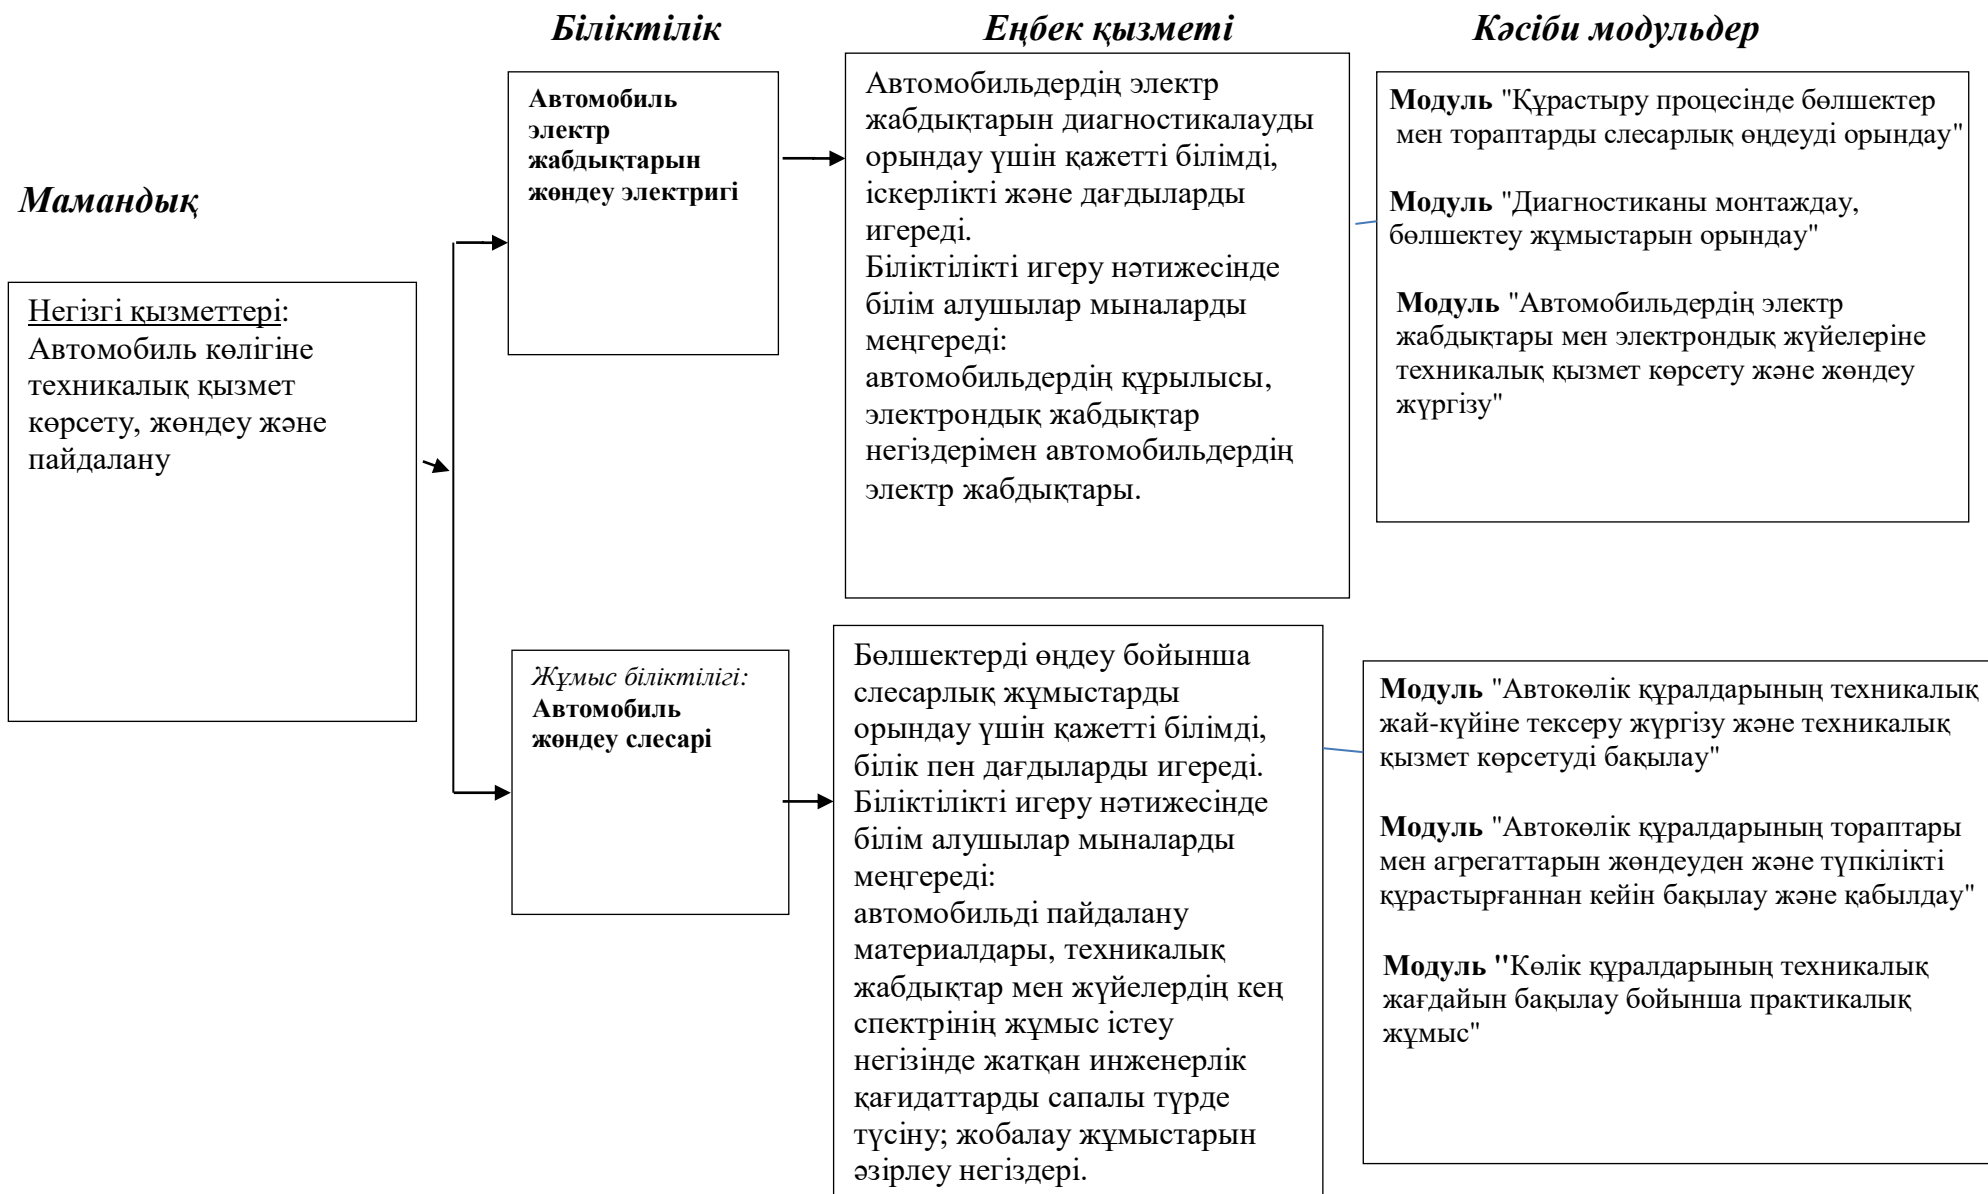 Біліктілік
Еңбек қызметі
Кәсіби модульдер
Мамандық
Негізгі қызметтері:
Автомобиль көлігіне
техникалық қызмет
көрсету, жөндеу және
пайдалану
Автомобиль
электр
жабдықтарын
жөндеу электригі
Автомобильдердің электр
жабдықтарын диагностикалауды
орындау үшін қажетті білімді,
іскерлікті және дағдыларды
игереді.
Біліктілікті игеру нәтижесінде
білім алушылар мыналарды
меңгереді:
автомобильдердің құрылысы,
электрондық жабдықтар
негіздерімен автомобильдердің
электр жабдықтары.
Модуль "Құрастыру процесінде бөлшектер
мен тораптарды слесарлық өңдеуді орындау"
Модуль "Диагностиканы монтаждау,
бөлшектеу жұмыстарын орындау"
Модуль "Автомобильдердің электр
жабдықтары мен электрондық жүйелеріне
техникалық қызмет көрсету және жөндеу
жүргізу"
Жұмыс біліктілігі:
Автомобиль
жөндеу слесарі
Бөлшектерді өңдеу бойынша
слесарлық жұмыстарды
орындау үшін қажетті білімді,
білік пен дағдыларды игереді.
Біліктілікті игеру нәтижесінде
білім алушылар мыналарды
меңгереді:
автомобильді пайдалану
материалдары, техникалық
жабдықтар мен жүйелердің кең
спектрінің жұмыс істеу
негізінде жатқан инженерлік
қағидаттарды сапалы түрде
түсіну; жобалау жұмыстарын
әзірлеу негіздері.
Модуль "Автокөлік құралдарының техникалық
жай-күйіне тексеру жүргізу және техникалық
қызмет көрсетуді бақылау"
Модуль "Автокөлік құралдарының тораптары
мен агрегаттарын жөндеуден және түпкілікті
құрастырғаннан кейін бақылау және қабылдау"
Модуль "Көлік құралдарының техникалық
жағдайын бақылау бойынша практикалық
жұмыс"